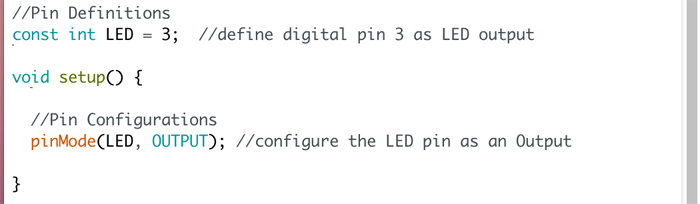 //Pin Definitions
const int LED = 3;  //define digital pin 3 as LED output
void setup() {
//Pin Configurations
pinMode(LED, OUTPUT); //configure the LED pin as an Output
}